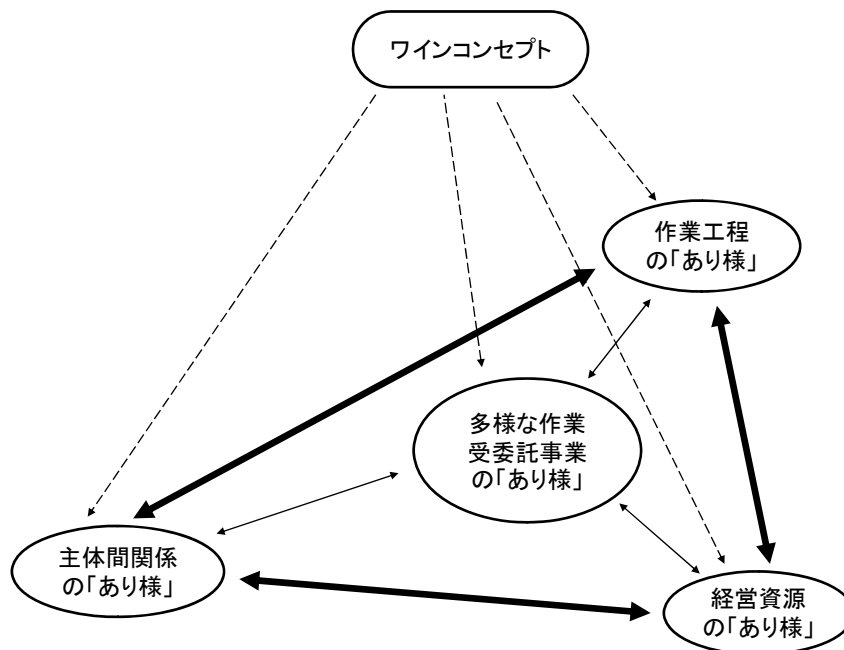 ワインコンセプト
作業工程
の「あり様」
多様な作業
受委託事業
の「あり様」
主体間関係
の「あり様」
経営資源
の「あり様」